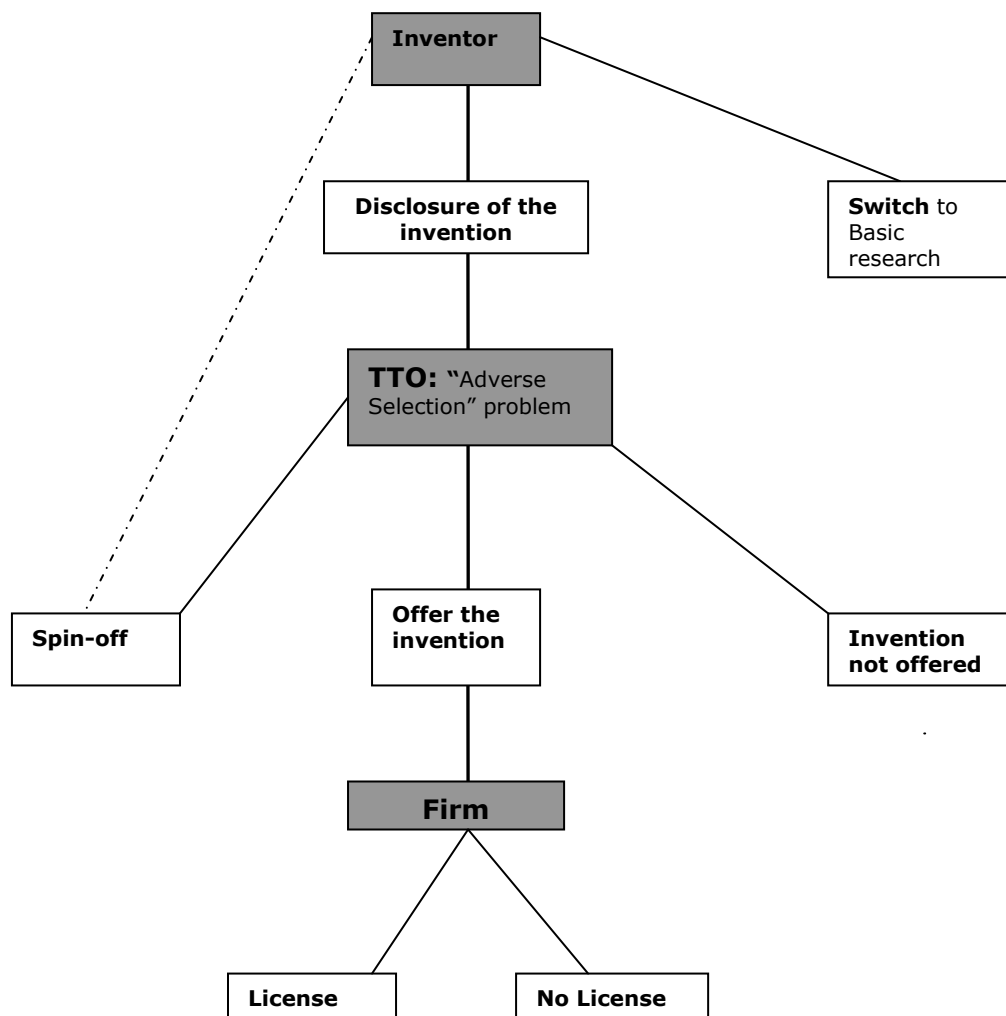 Inventor
Disclosure of the
invention
Switch to
Basic
research
TTO: "Adverse
Selection” problem
Spin-off
Offer the
invention
Invention
not offered
.
Firm
License
No License